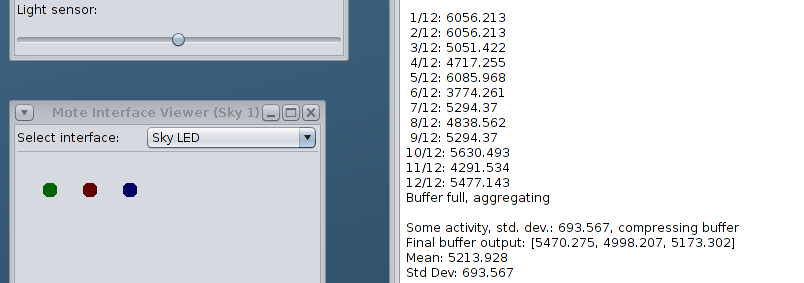 Light sensor:
Mote Interface Viewer (Sky 1)
Select interface:
Sky LED
1/12: 6056.213
2/12: 6056.213
3/12: 5051.422
4/12: 4717.255
5/12: 6085.968
6/12: 3774.261
7/12: 5294.37
8/12: 4838.562
9/12: 5294.37
10/12: 5630.493
11/12: 4291.534
12/12: 5477.143
Buffer full, aggregating
Some activity, std. dev.: 693.567, compressing buffer
Final buffer output: [5470.275, 4998.207, 5173.302]
Mean: 5213.928
Std Dev: 693.567